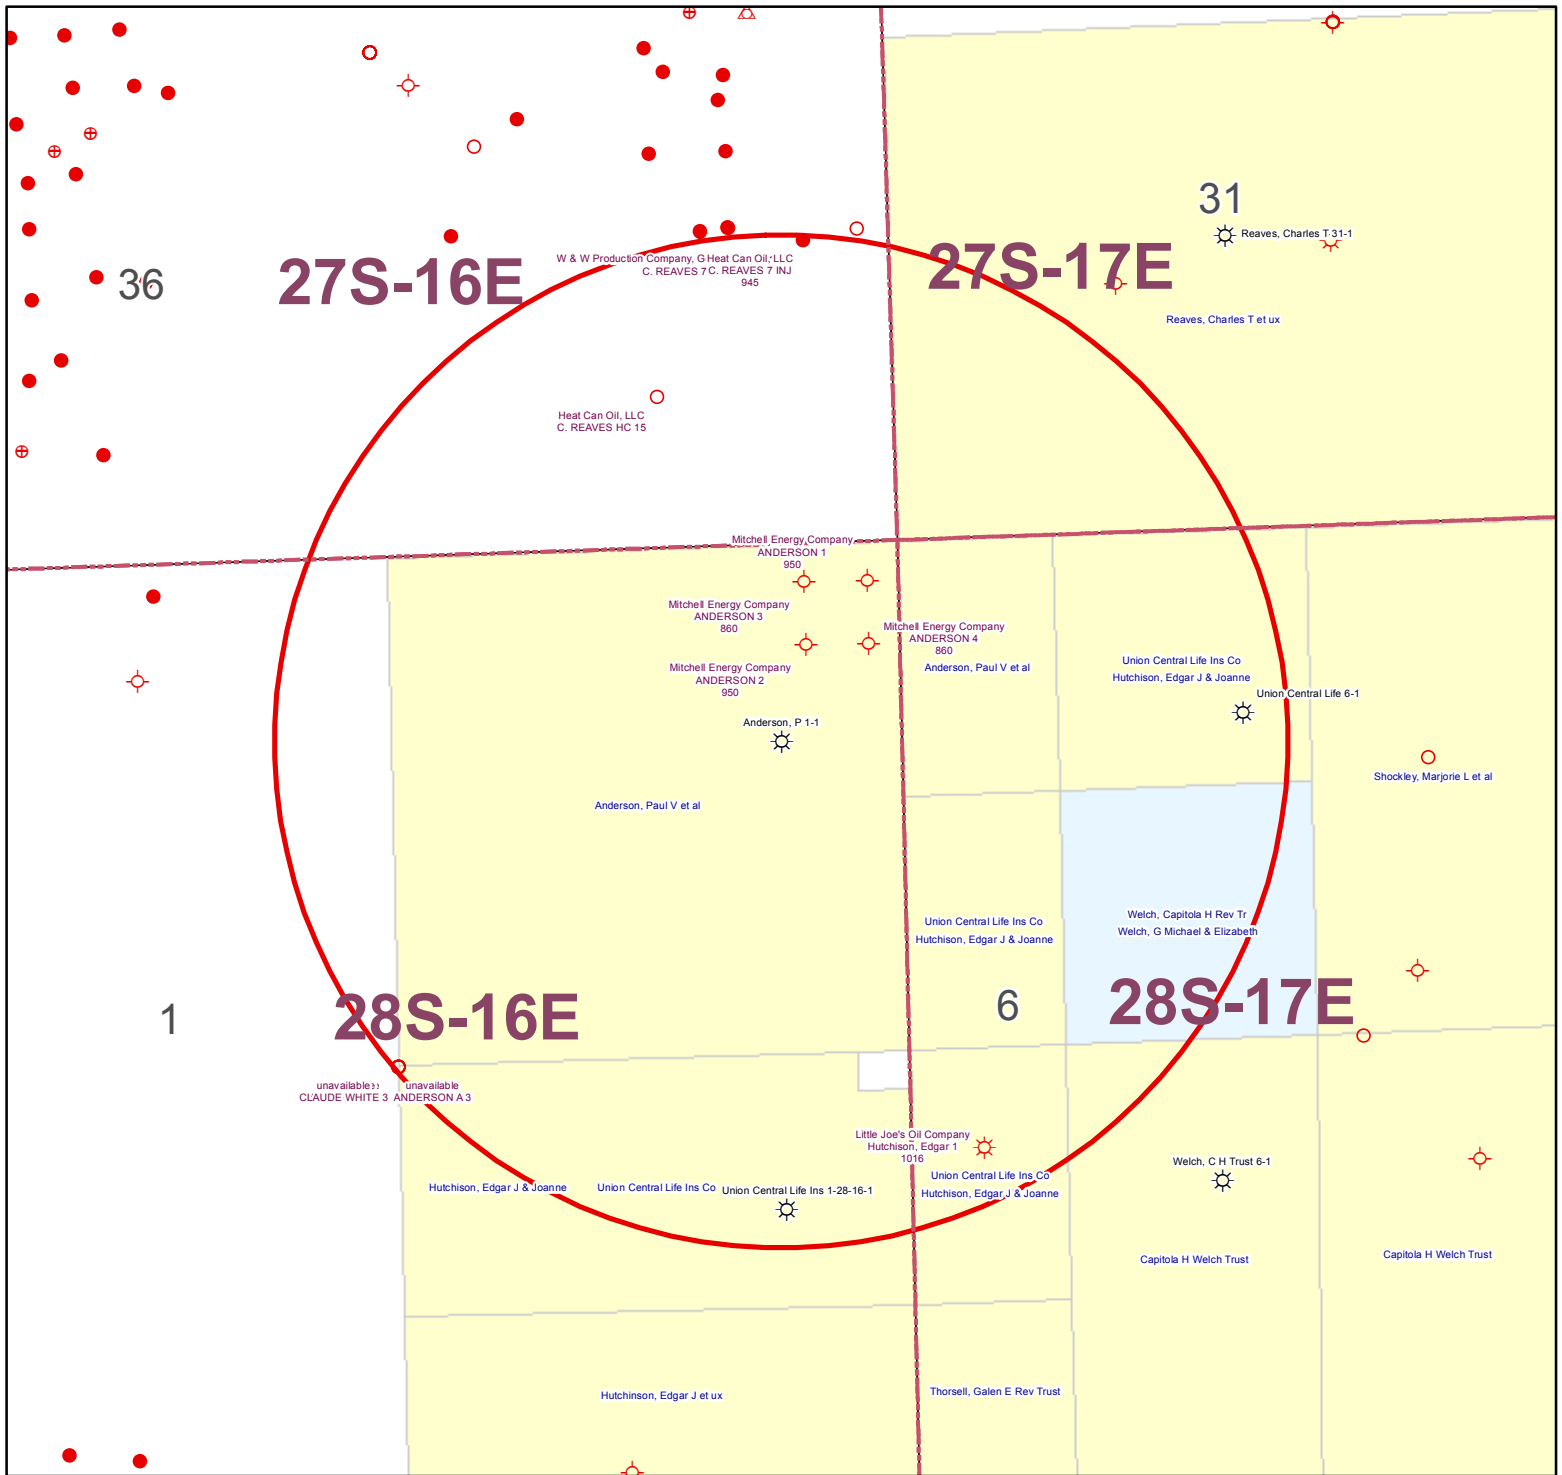 31
Reaves, Charles T 31-1
27S-16E
27S-17E
36
W & W Production Company, G
Heat Can Oil, LLC
C. REAVES 7
C. REAVES 7 INJ
945
Reaves, Charles T et ux
Heat Can Oil, LLC
C. REAVES HC 15
Mitchell Energy Company
ANDERSON 1
950
Mitchell Energy Company
ANDERSON 3
860
Mitchell Energy Company
ANDERSON 4
860
Anderson, Paul V et al
Mitchell Energy Company
ANDERSON 2
950
Union Central Life Ins Co
Hutchison, Edgar J & Joanne
Union Central Life 6-1
Anderson, P 1-1
Shockley, Marjorie L et al
Anderson, Paul V et al
Union Central Life Ins Co
Hutchison, Edgar J & Joanne
Welch, Capitola H Rev Tr
Welch, G Michael & Elizabeth
1
28S-16E
6
28S-17E
unavailable
unavailable
CLAUDE WHITE 3
ANDERSON A 3
Little Joe's Oil Company
Hutchison, Edgar 1
1016
Welch, C H Trust 6-1
Union Central Life Ins Co
Hutchison, Edgar J & Joanne
Hutchison, Edgar J & Joanne
Union Central Life Ins Co
Union Central Life Ins 1-28-16-1
Capitola H Welch Trust
Capitola H Welch Trust
Hutchinson, Edgar J et ux
Thorsell, Galen E Rev Trust